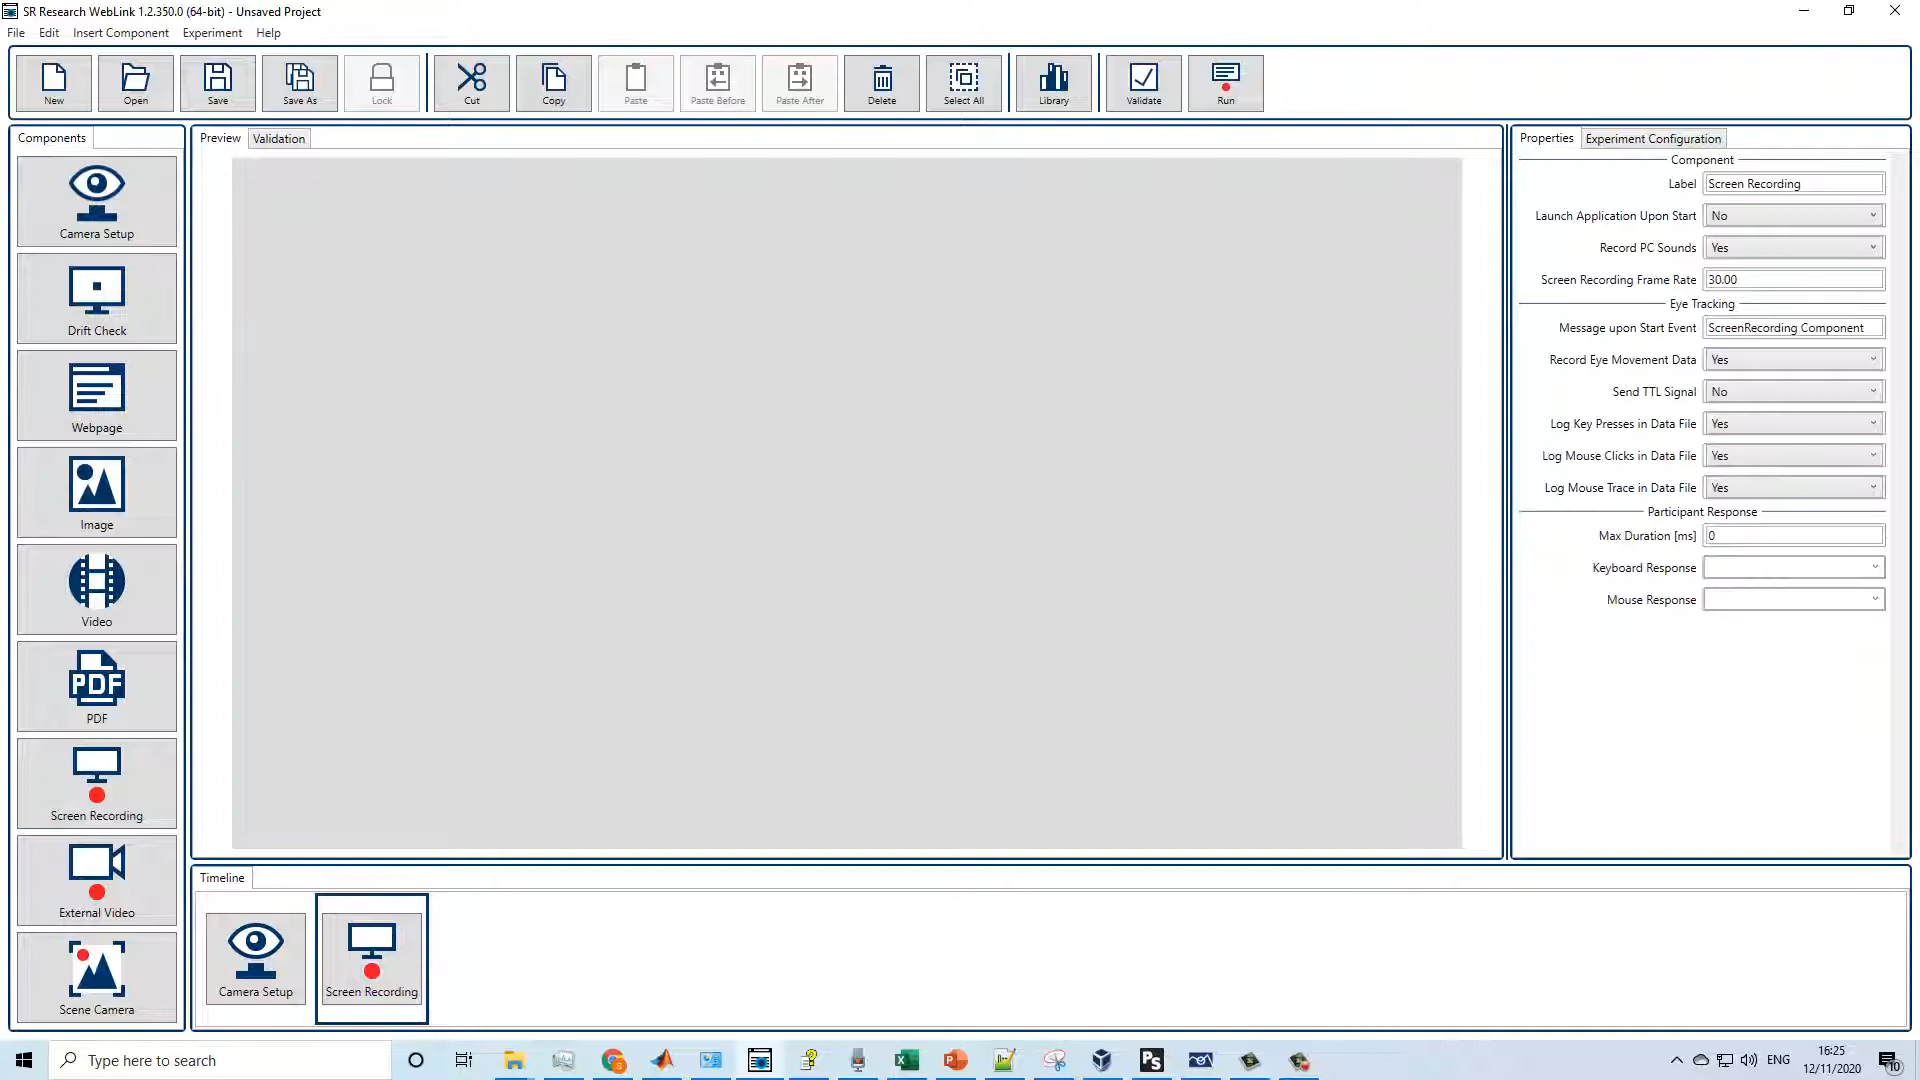 SR Research WebLink 1.2.350.0 (64-bit) - Unsaved Project
File Edit Insert Component Experiment Help
New Open Save Save As Lock Cut Copy Paste Paste Before Paste After Delete Select All Library Validate Run
Components
Camera Setup
Drift Check
Webpage
Image
Video
PDF
PDF
Screen Recording
External Video
Scene Camera
Preview Validation
Properties Experiment Configuration
Component
Label Screen Recording
Launch Application Upon Start No
Record PC Sounds Yes
Screen Recording Frame Rate 30.00
Eye Tracking
Message upon Start Event ScreenRecording Component
Record Eye Movement Data Yes
Send TTL Signal No
Log Key Presses in Data File Yes
Log Mouse Clicks in Data File Yes
Log Mouse Trace in Data File Yes
Participant Response
Max Duration [ms] 0
Keyboard Response
Mouse Response
Timeline
Camera Setup Screen Recording
Type here to search
Ps
ENG
16:25
12/11/2020
10